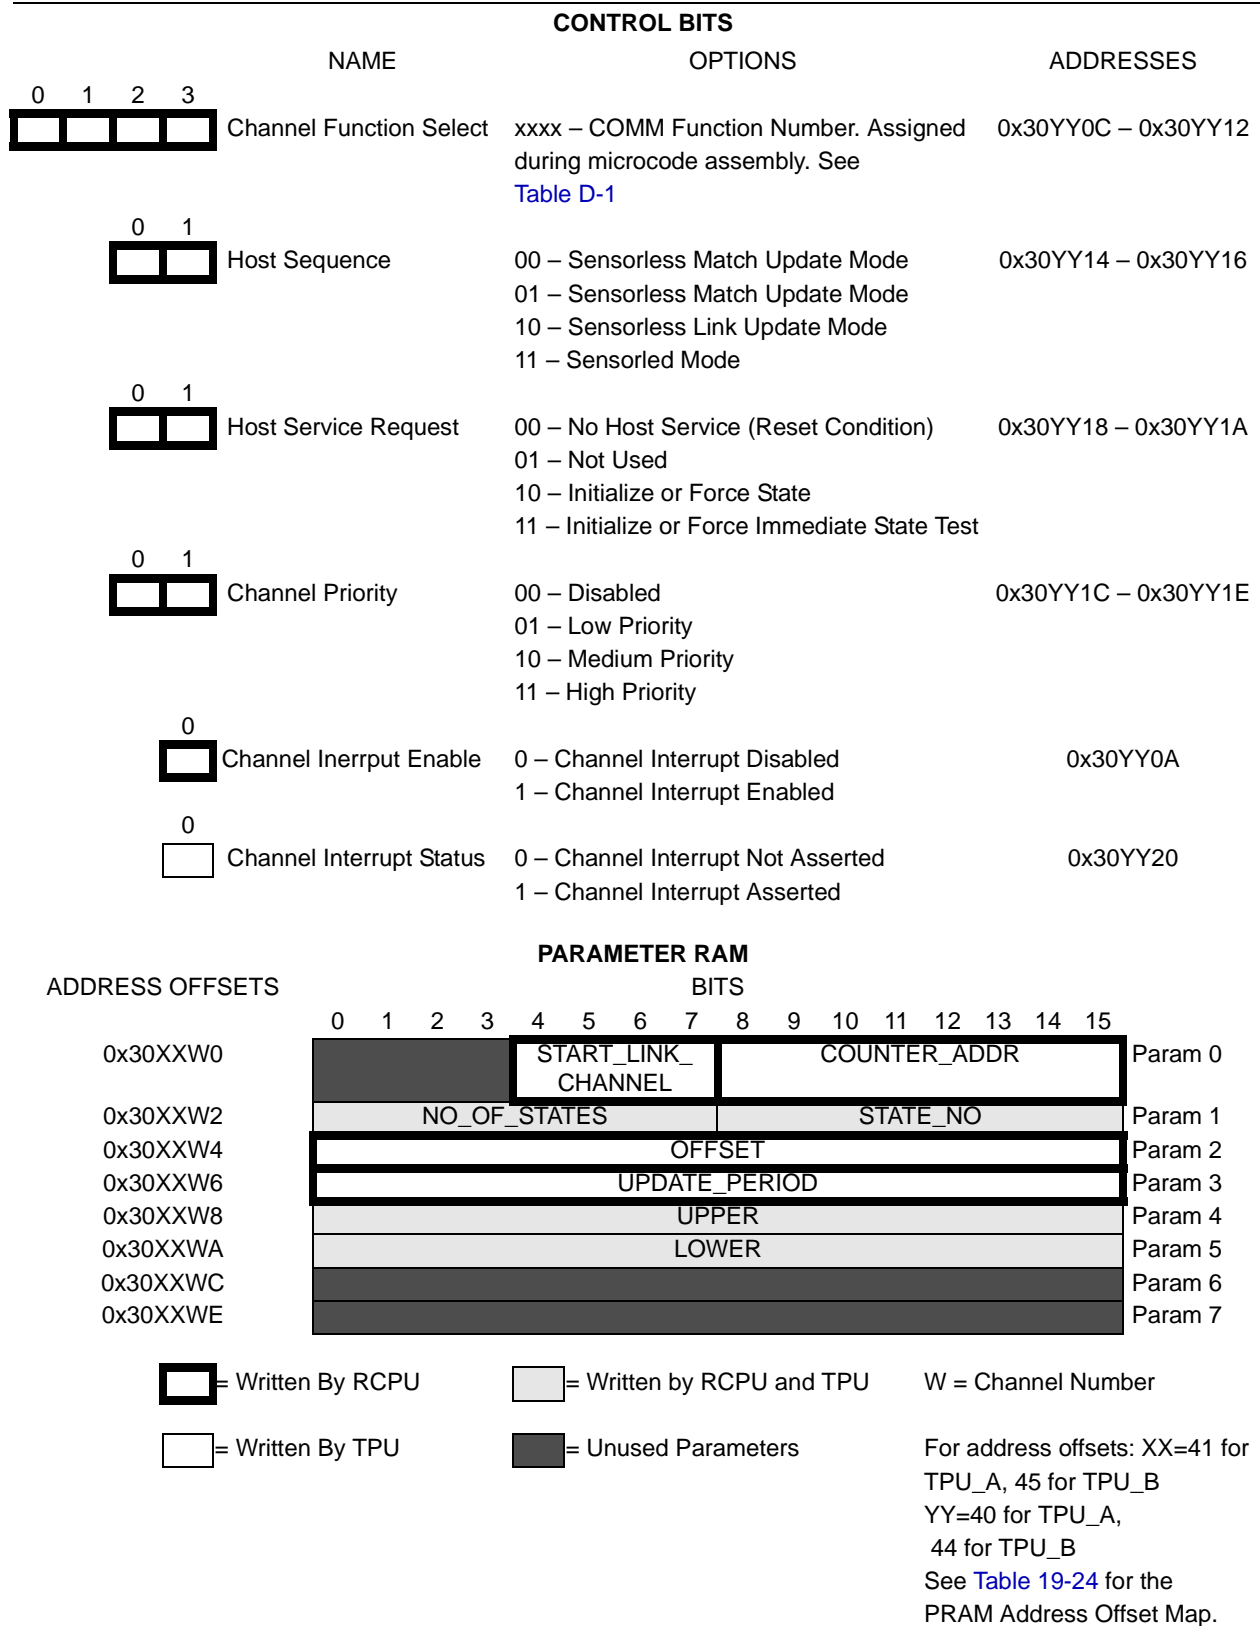 CONTROL BITS
NAME OPTIONS ADDRESSES
0 1 2 3
Channel Function Select xxxx – COMM Function Number. Assigned 0x30YY0C – 0x30YY12
during microcode assembly. See
Table D-1
0 1
Host Sequence 00 – Sensorless Match Update Mode 0x30YY14 – 0x30YY16
01 – Sensorless Match Update Mode
10 – Sensorless Link Update Mode
11 – Sensorled Mode
0 1
Host Service Request 00 – No Host Service (Reset Condition) 0x30YY18 – 0x30YY1A
01 – Not Used
10 – Initialize or Force State
11 – Initialize or Force Immediate State Test
0 1
Channel Priority 00 – Disabled 0x30YY1C – 0x30YY1E
01 – Low Priority
10 – Medium Priority
11 – High Priority
0
Channel Inerrput Enable 0 – Channel Interrupt Disabled 0x30YY0A
1 – Channel Interrupt Enabled
0
Channel Interrupt Status 0 – Channel Interrupt Not Asserted 0x30YY20
1 – Channel Interrupt Asserted
PARAMETER RAM
ADDRESS OFFSETS BITS
0 1 2 3 4 5 6 7 8 9 10 11 12 13 14 15
0x30XXW0 START_LINK_ COUNTER_ADDR Param 0
CHANNEL
0x30XXW2 NO_OF_STATES STATE_NO Param 1
0x30XXW4 OFFSET Param 2
0x30XXW6 UPDATE_PERIOD Param 3
0x30XXW8 UPPER Param 4
0x30XXWA LOWER Param 5
0x30XXWC Param 6
0x30XXWE Param 7
= Written By RCPU = Written by RCPU and TPU W = Channel Number
= Written By TPU = Unused Parameters For address offsets: XX=41 for
TPU_A, 45 for TPU_B
YY=40 for TPU_A,
44 for TPU_B
See Table 19-24 for the
PRAM Address Offset Map.